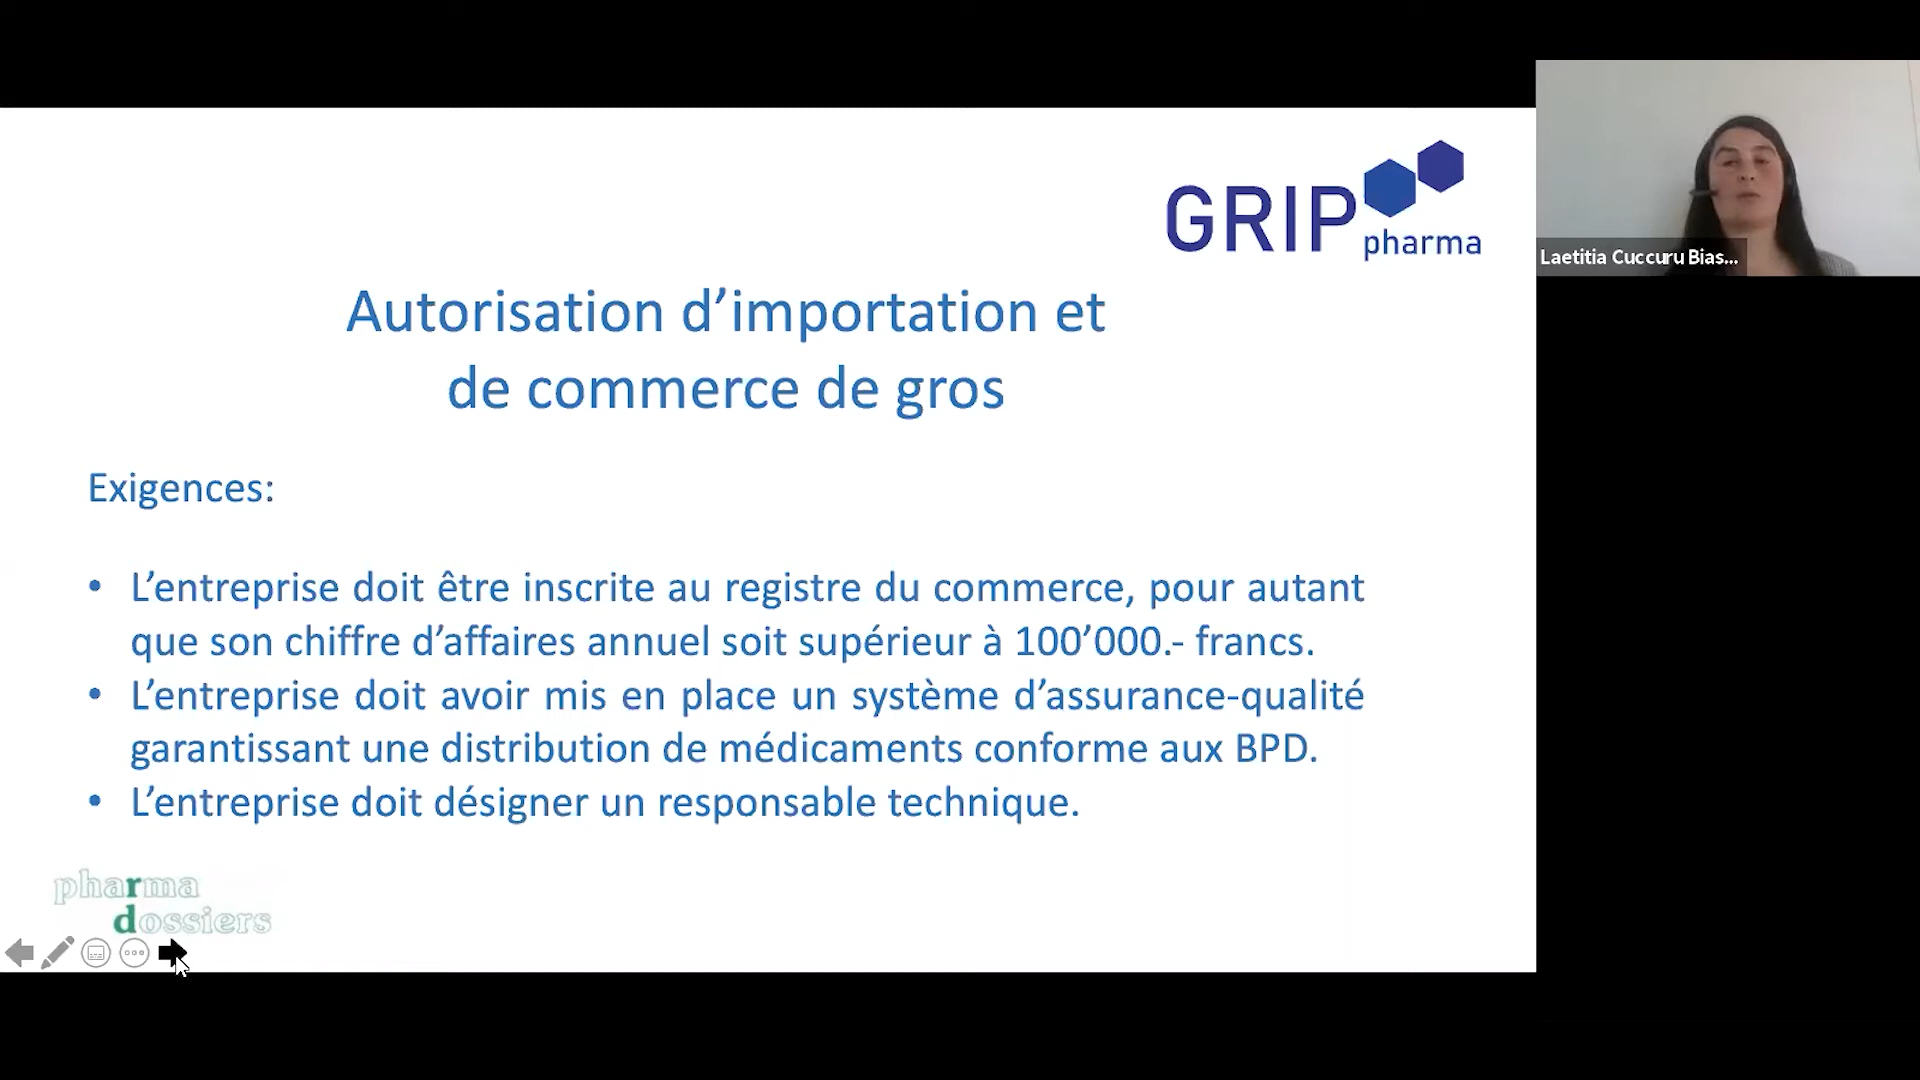 GRIP
pharma
Laetitia Cuccuru Bias...
Autorisation d’importation et
de commerce de gros
Exigences:
• L’entreprise doit être inscrite au registre du commerce, pour autant
que son chiffre d’affaires annuel soit supérieur à 100’000.- francs.
• L’entreprise doit avoir mis en place un système d’assurance-qualité
garantissant une distribution de médicaments conforme aux BPD.
• L’entreprise doit désigner un responsable technique.
pharma
dossiers